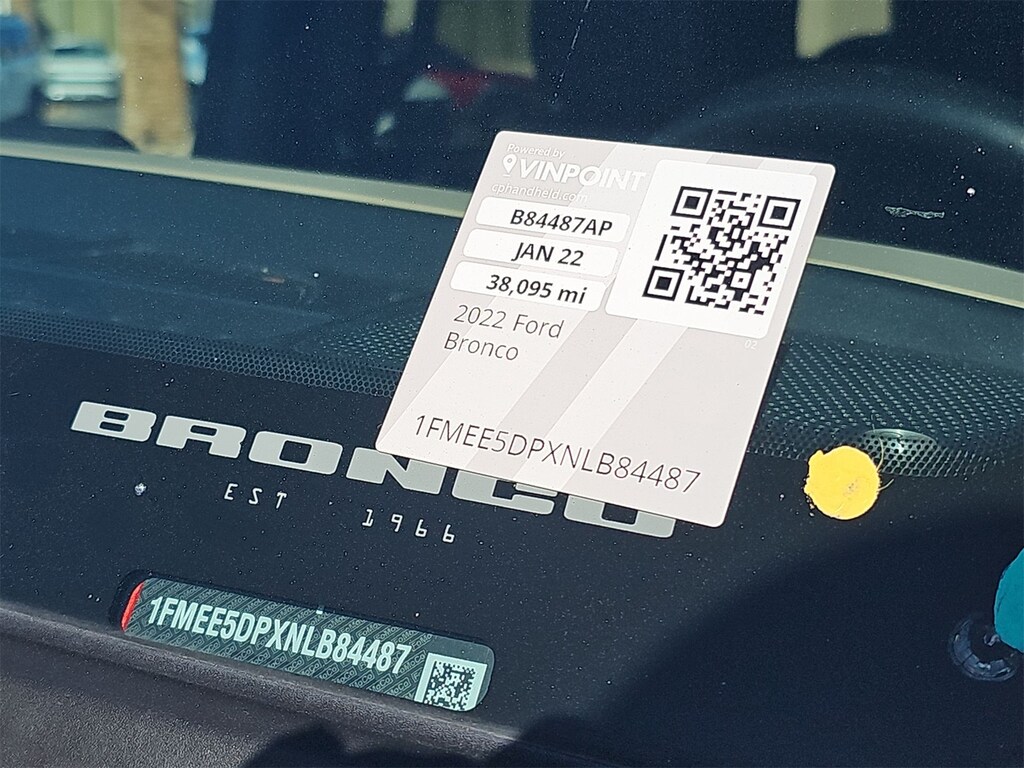 Powered by
VINPOINT
cphandheld.com
B84487AP
JAN 22
38,095 mi
2022 Ford
Bronco
02
1FMEE5DPXNLB84487
BRONCO
EST 1966
1FMEE5DPXNLB84487